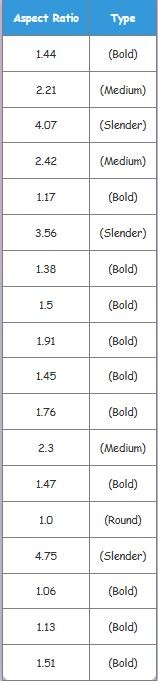 Aspect Ratio Type
1.44 (Bold)
2.21 (Medium)
4.07 (Slender)
2.42 (Medium)
1.17 (Bold)
3.56 (Slender)
1.38 (Bold)
1.5 (Bold)
1.91 (Bold)
1.45 (Bold)
1.76 (Bold)
2.3 (Medium)
1.47 (Bold)
1.0 (Round)
4.75 (Slender)
1.06 (Bold)
1.13 (Bold)
1.51 (Bold)